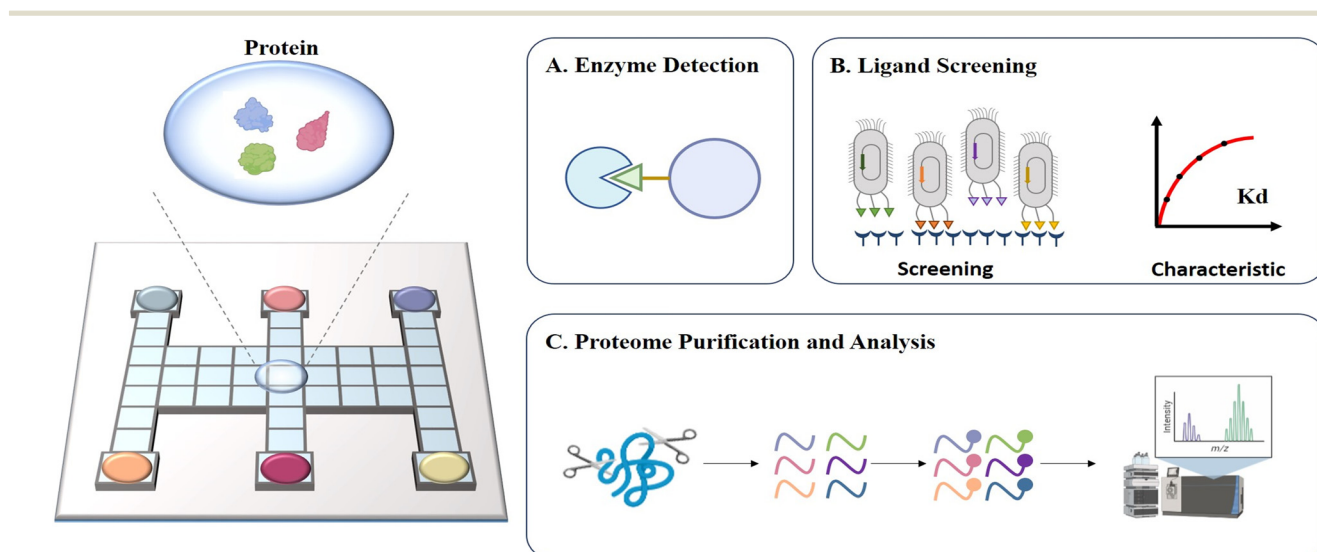 Protein
A. Enzyme Detection
B. Ligand Screening
Kd
Screening
Characteristic
C. Proteome Purification and Analysis
Intensity
m/z